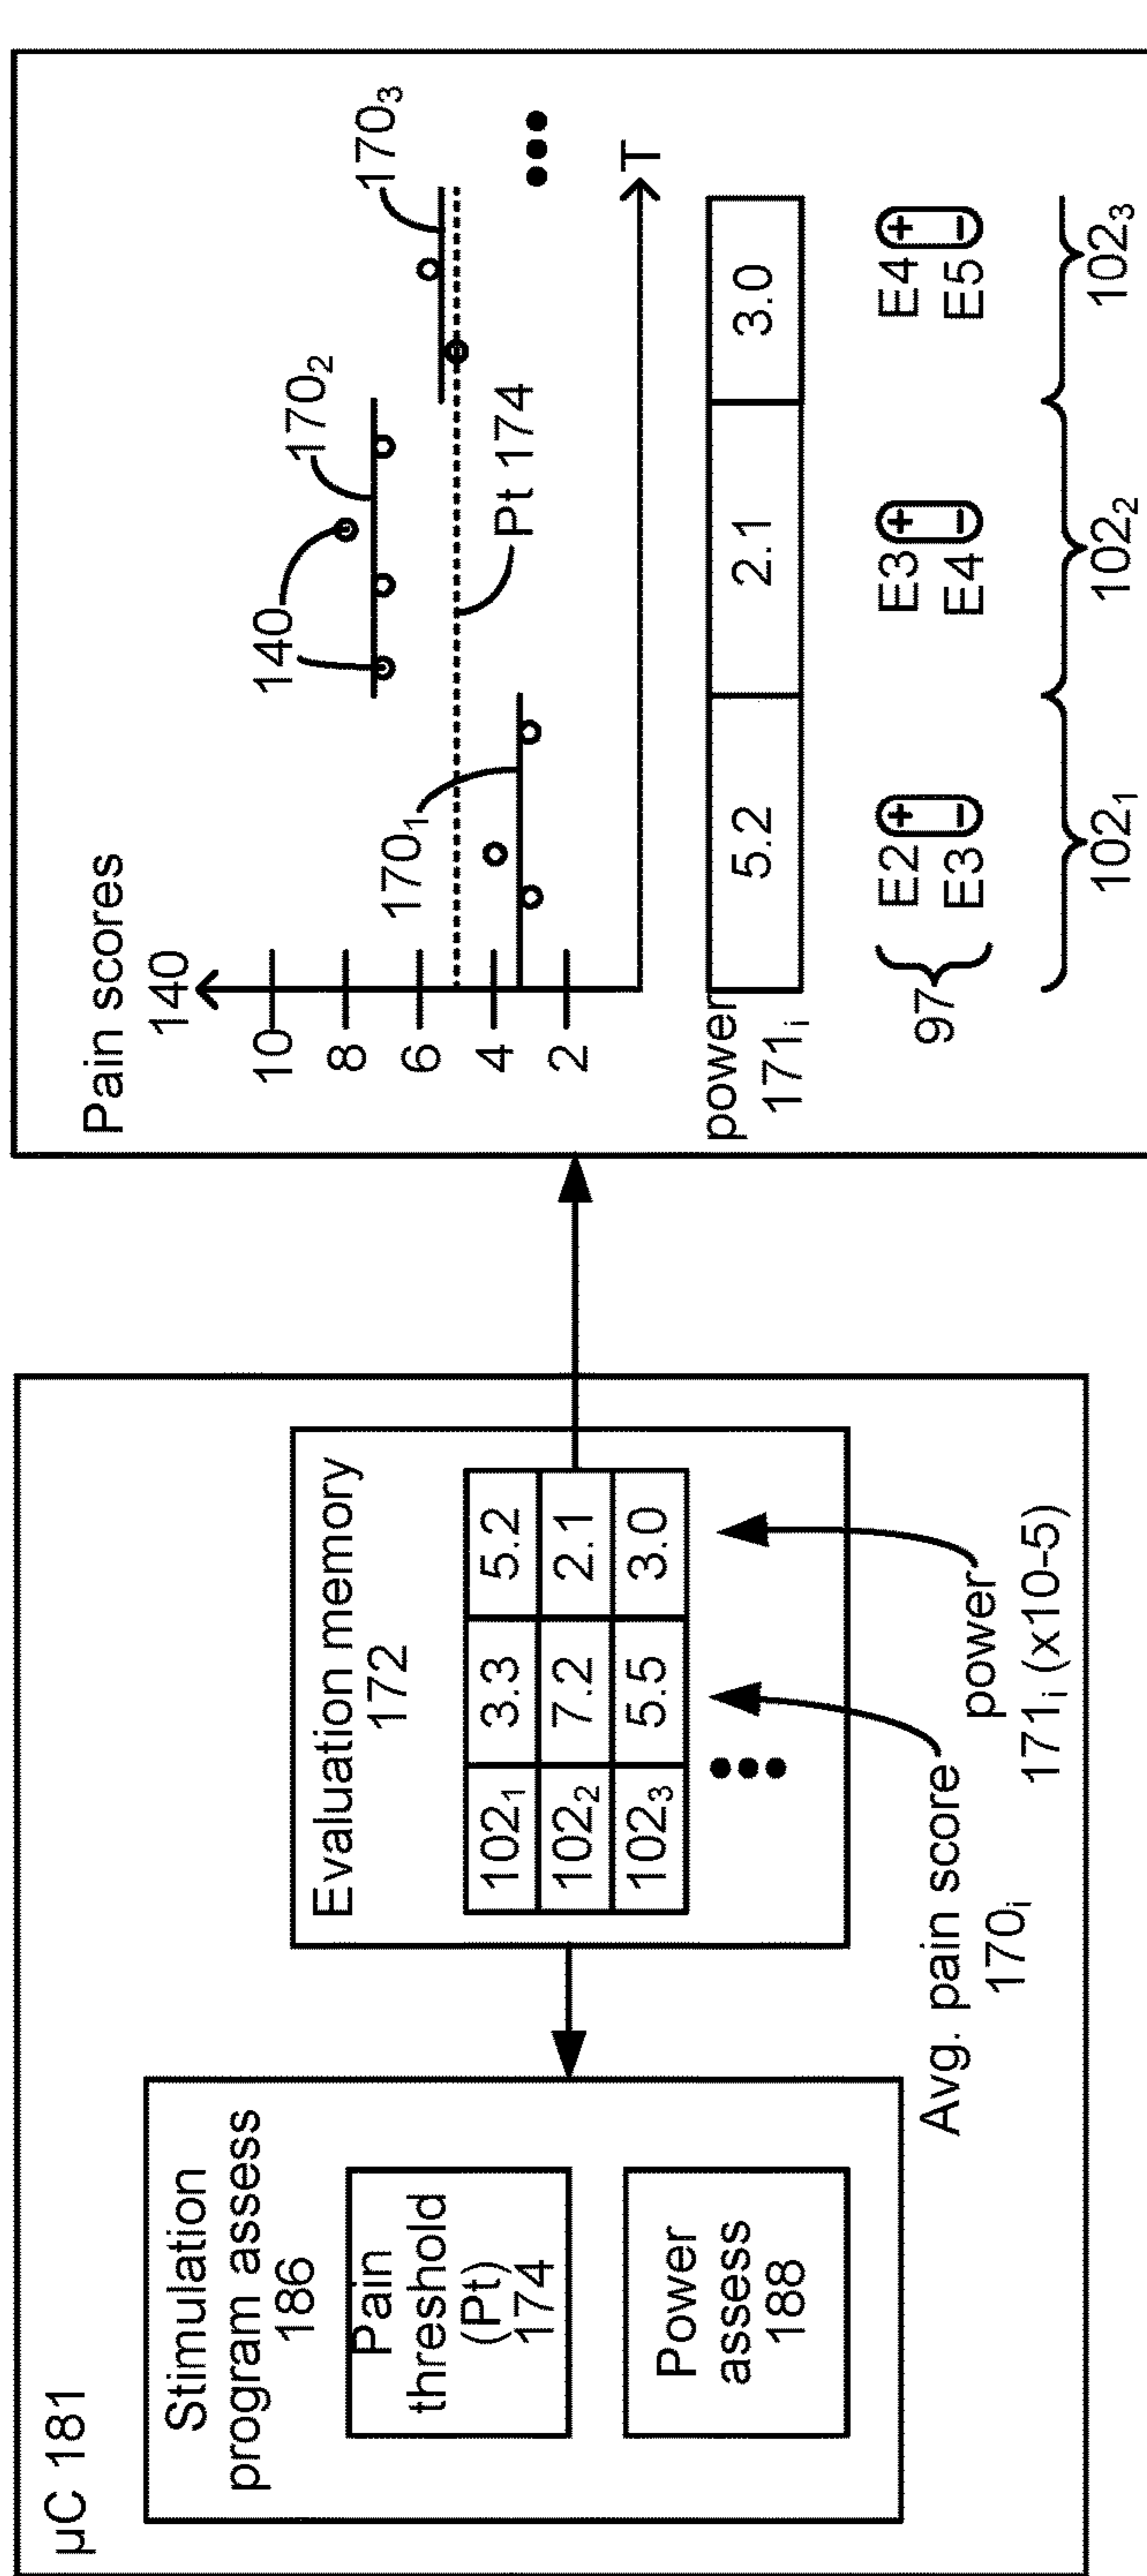 µC 181
Stimulation
program assess
186
Pain
threshold
(Pt)
174
Power
assess
188
Evaluation memory
172
102₁ 3.3 5.2
102₂ 7.2 2.1
102₃ 5.5 3.0
Avg. pain score
170ᵢ
power
171ᵢ (x10-5)
Pain scores
140
10
8
6
4
2
140
170₁
170₂
170₃
Pt 174
T
power
171ᵢ
5.2 2.1 3.0
97
E2 +
E3 −
E3 +
E4 −
E4 +
E5 −
102₁ 102₂ 102₃